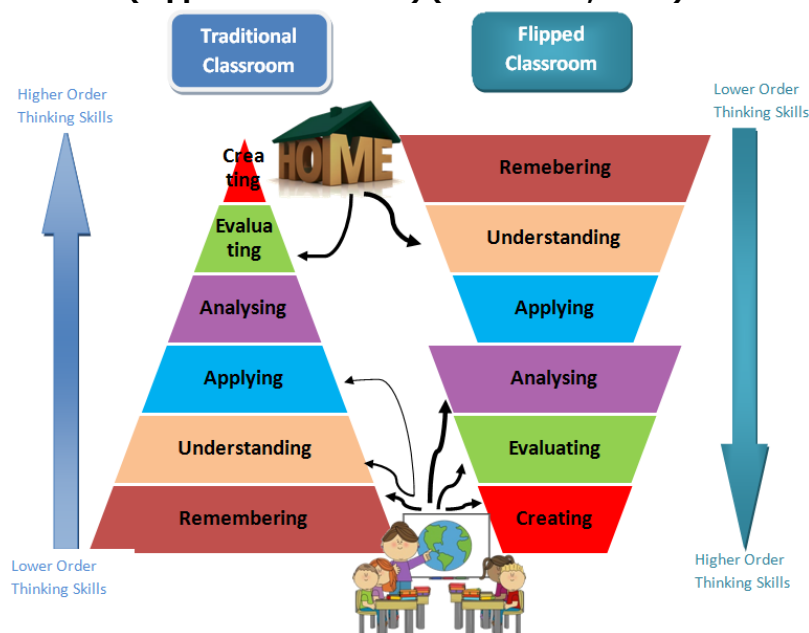 Traditional
Classroom
Flipped
Classroom
Higher Order
Thinking Skills
Lower Order
Thinking Skills
HOME
Crea
ting
Evalua
ting
Analysing
Applying
Understanding
Remembering
Remebering
Understanding
Applying
Analysing
Evaluating
Creating
Lower Order
Thinking Skills
Higher Order
Thinking Skills